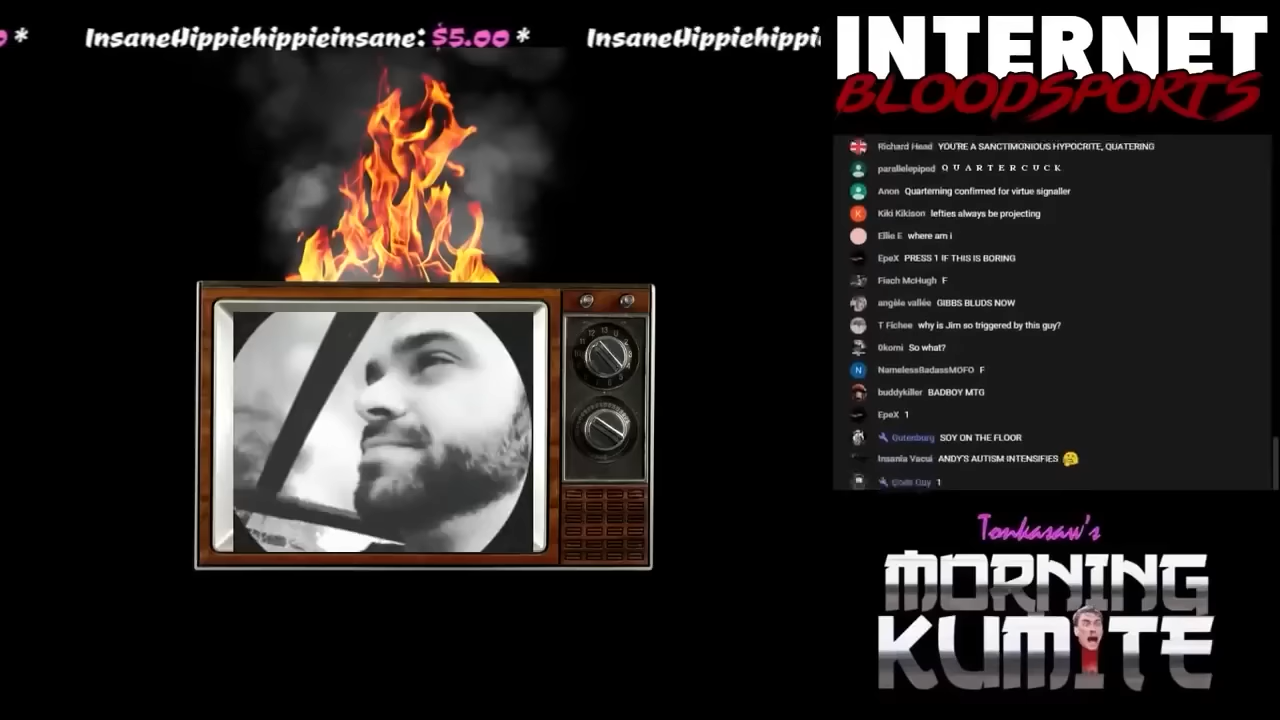 InsaneHippiehippieinsane: $5.00 *
InsaneHippiehippi
INTERNET
BLOODSPORTS
Richard Head YOU'RE A SANCTIMONIOUS HYPOCRITE, QUATERING
parallelepiped Q U A R T E R C U C K
Anon Quarterning confirmed for virtue signaller
Kiki Kikison lefties always be projecting
Ellie E where am i
EpeX PRESS 1 IF THIS IS BORING
Fiach McHugh F
angèle vallée GIBBS BLUDS NOW
T Fichee why is Jim so triggered by this guy?
0komi So what?
NamelessBadassMOFO F
buddykiller BADBOY MTG
EpeX 1
Gutenburg SOY ON THE FLOOR
Insania Vacui ANDY'S AUTISM INTENSIFIES
Guy 1
Tonkasaw's
MORNING
KUMITE